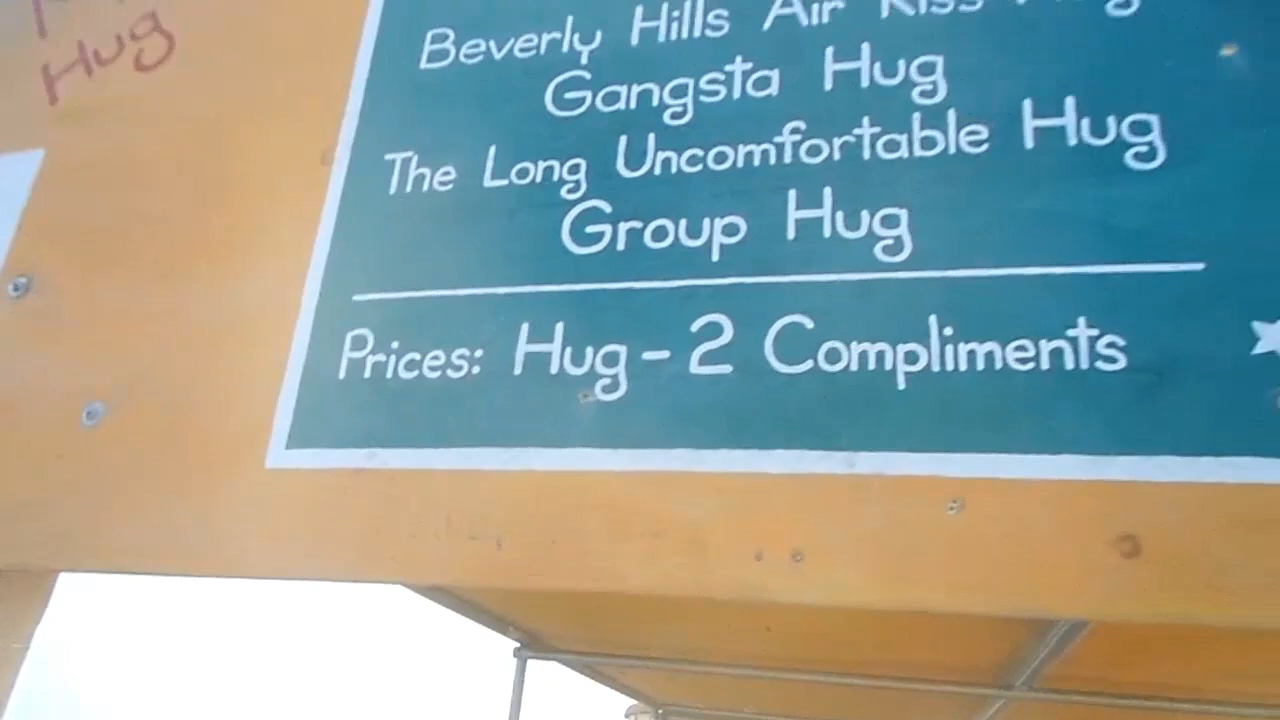 Hug
Beverly Hills Air Kiss Hug
Gangsta Hug
The Long Uncomfortable Hug
Group Hug
Prices: Hug - 2 Compliments